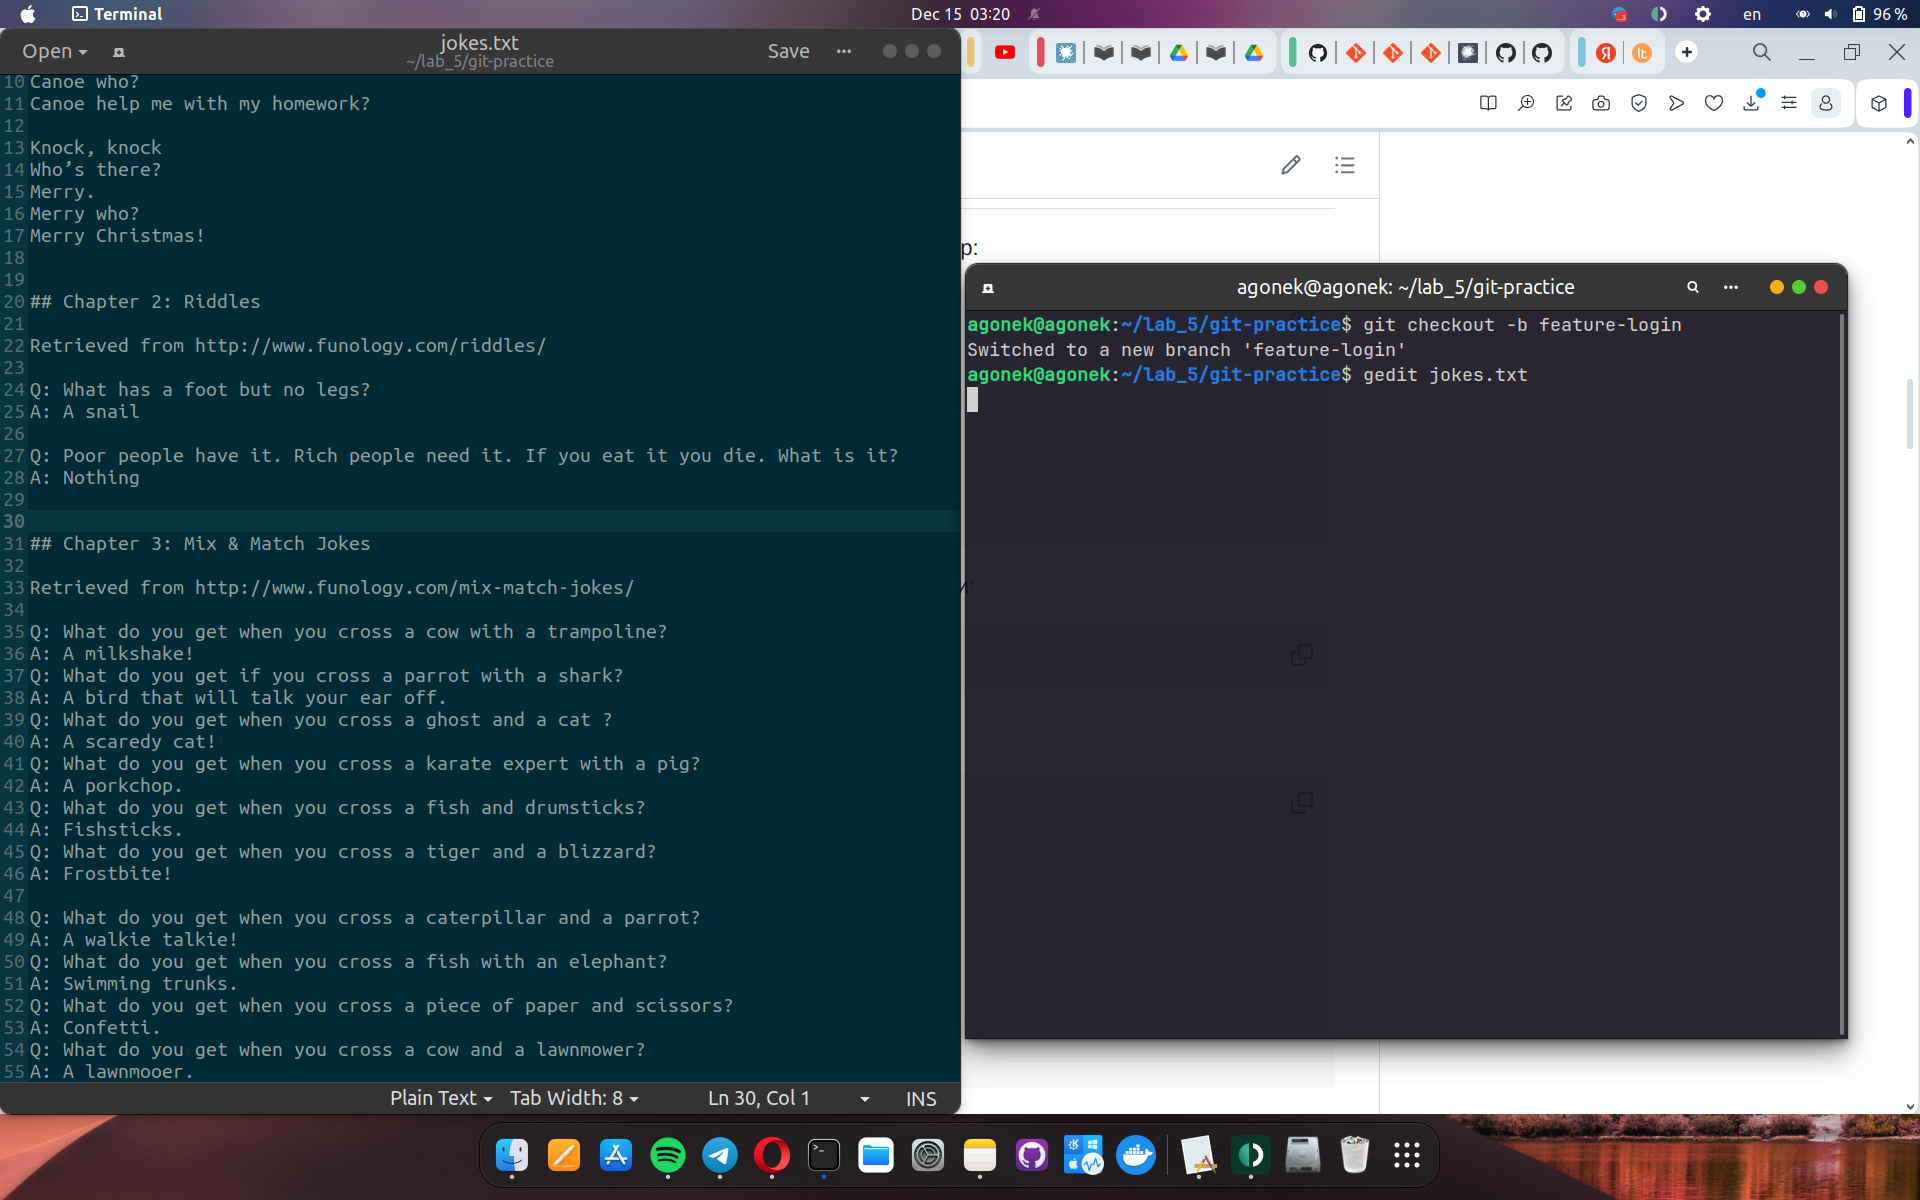 Terminal
Dec 15 03:20
en
96 %
Open
jokes.txt
~/lab_5/git-practice
Save
10 Canoe who?
11 Canoe help me with my homework?
12
13 Knock, knock
14 Who’s there?
15 Merry.
16 Merry who?
17 Merry Christmas!
18
19
20 ## Chapter 2: Riddles
21
22 Retrieved from http://www.funology.com/riddles/
23
24 Q: What has a foot but no legs?
25 A: A snail
26
27 Q: Poor people have it. Rich people need it. If you eat it you die. What is it?
28 A: Nothing
29
30
31 ## Chapter 3: Mix & Match Jokes
32
33 Retrieved from http://www.funology.com/mix-match-jokes/
34
35 Q: What do you get when you cross a cow with a trampoline?
36 A: A milkshake!
37 Q: What do you get if you cross a parrot with a shark?
38 A: A bird that will talk your ear off.
39 Q: What do you get when you cross a ghost and a cat ?
40 A: A scaredy cat!
41 Q: What do you get when you cross a karate expert with a pig?
42 A: A porkchop.
43 Q: What do you get when you cross a fish and drumsticks?
44 A: Fishsticks.
45 Q: What do you get when you cross a tiger and a blizzard?
46 A: Frostbite!
47
48 Q: What do you get when you cross a caterpillar and a parrot?
49 A: A walkie talkie!
50 Q: What do you get when you cross a fish with an elephant?
51 A: Swimming trunks.
52 Q: What do you get when you cross a piece of paper and scissors?
53 A: Confetti.
54 Q: What do you get when you cross a cow and a lawnmower?
55 A: A lawnmooer.
Plain Text
Tab Width: 8
Ln 30, Col 1
INS
р:
agonek@agonek: ~/lab_5/git-practice
agonek@agonek:~/lab_5/git-practice$ git checkout -b feature-login
Switched to a new branch 'feature-login'
agonek@agonek:~/lab_5/git-practice$ gedit jokes.txt